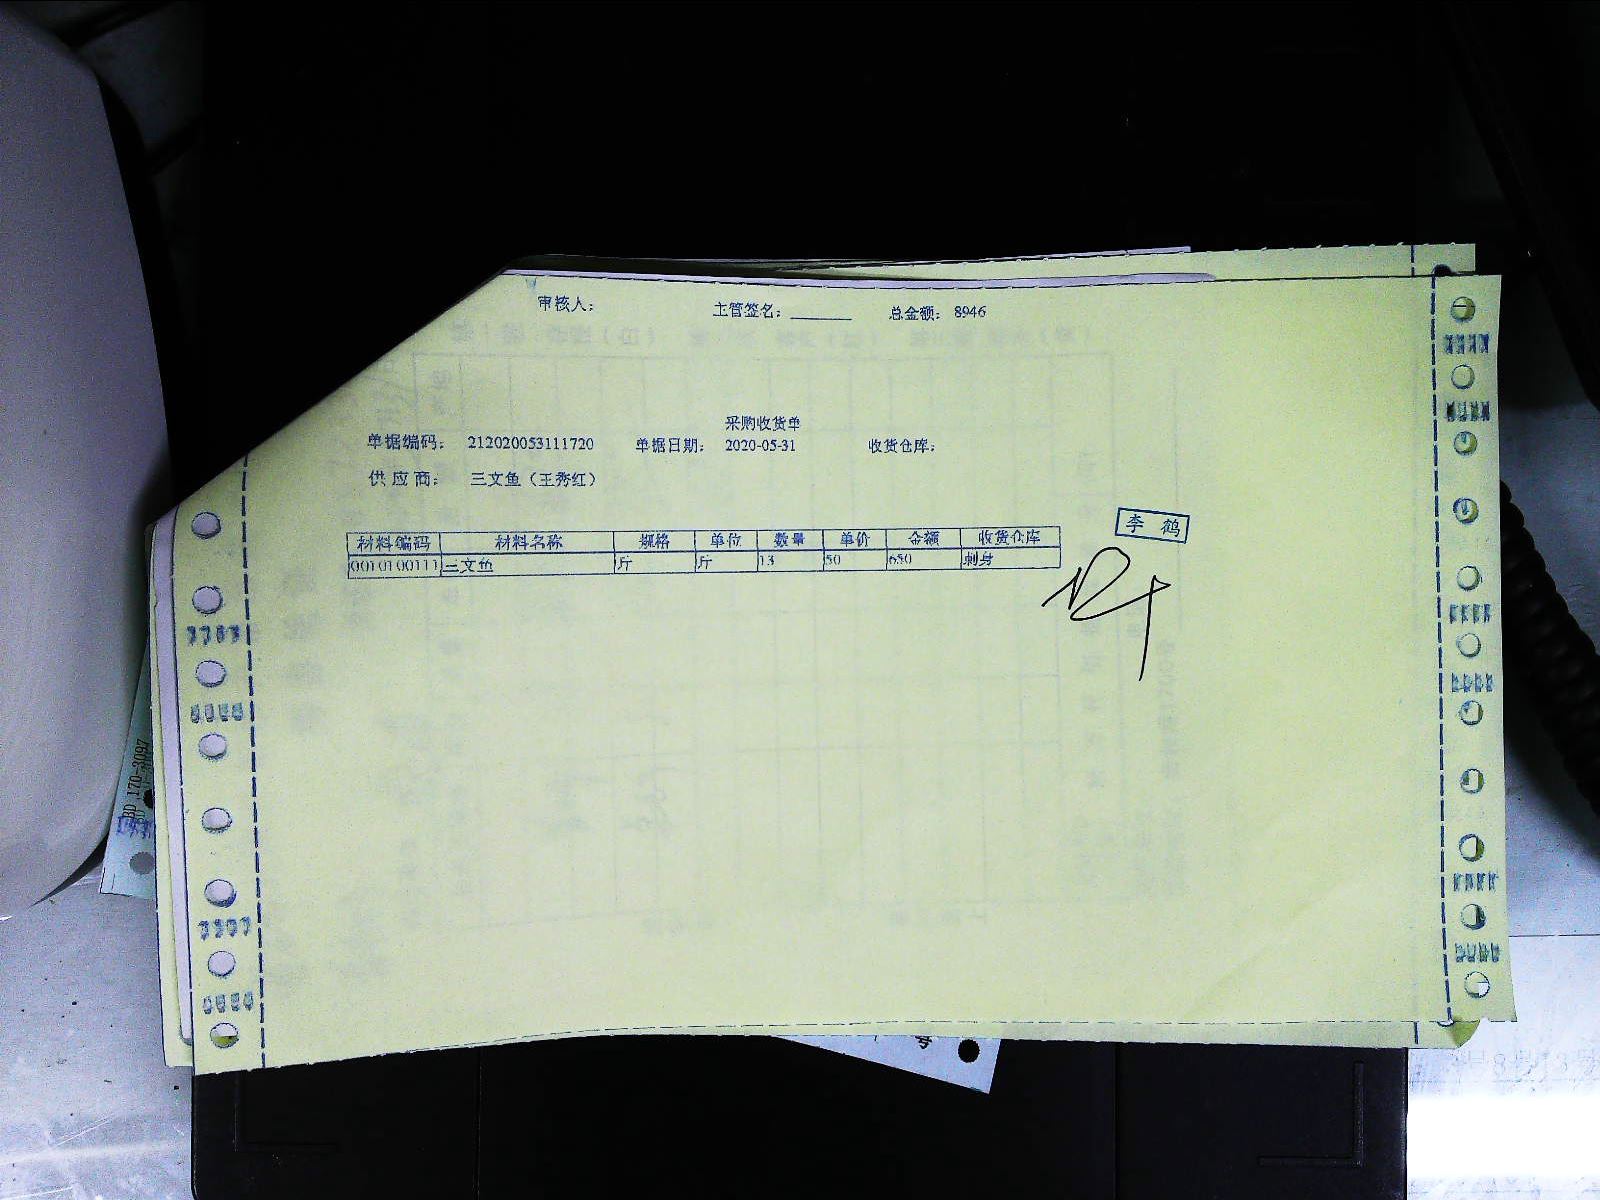 审核人： 主管签名：_______ 总金额：8946
采购收货单
单据编码： 212020053111720 单据日期： 2020-05-31 收货仓库：
供 应 商： 三文鱼（王秀红）
李 鹤
材料编码 材料名称 规格 单位 数量 单价 金额 收货仓库
0010100111 三文鱼 斤 斤 13 50 650 刺身
BD 170-3097